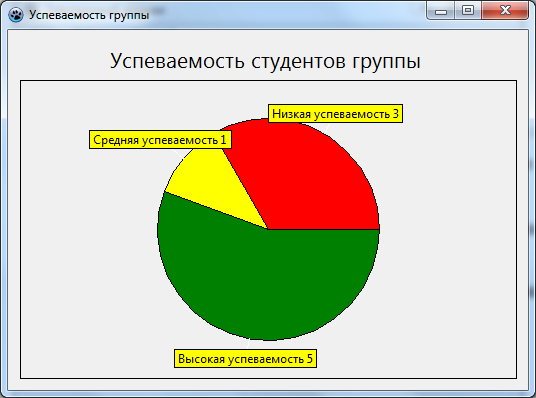 Успеваемость группы
Успеваемость студентов группы
Низкая успеваемость 3
Средняя успеваемость 1
Высокая успеваемость 5